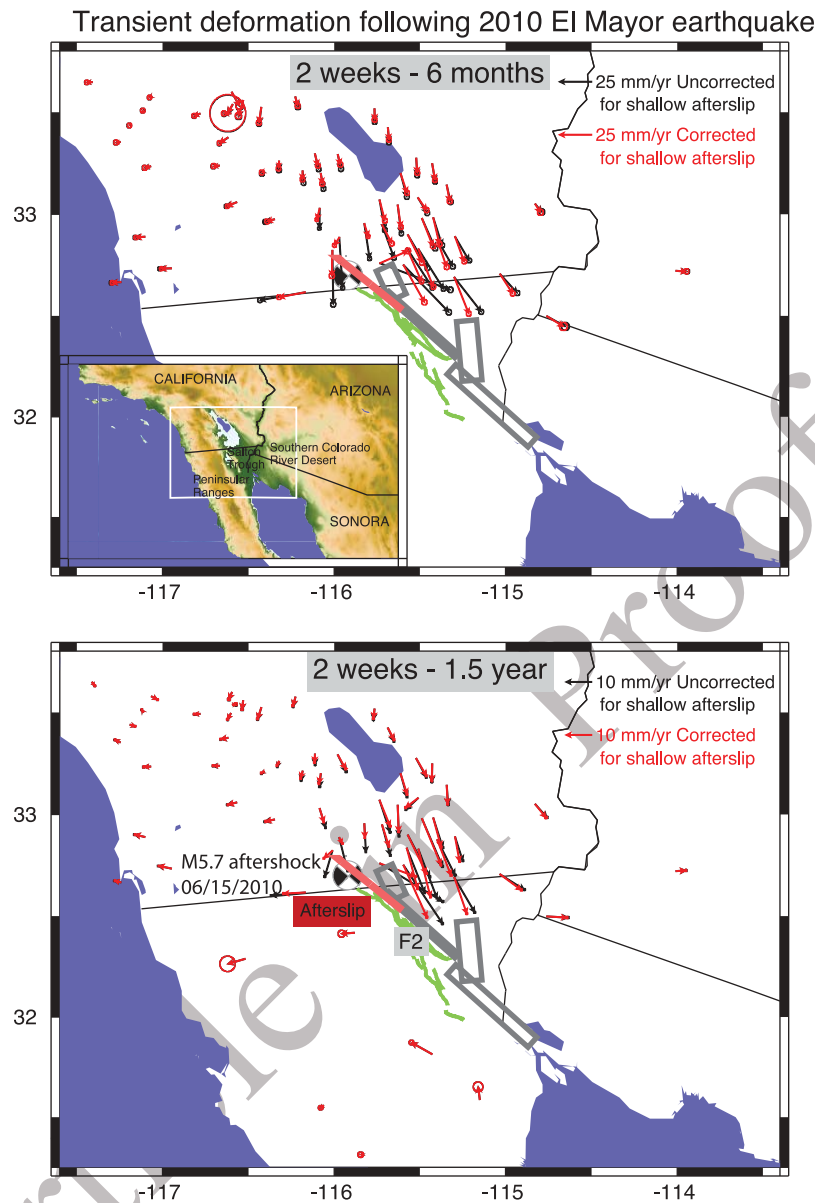 Transient deformation following 2010 El Mayor earthquake
2 weeks - 6 months
25 mm/yr Uncorrected
for shallow afterslip
25 mm/yr Corrected
for shallow afterslip
33
32
CALIFORNIA
ARIZONA
Salton
Trough
Southern Colorado
River Desert
Peninsular
Ranges
SONORA
-117
-116
-115
-114
2 weeks - 1.5 year
10 mm/yr Uncorrected
for shallow afterslip
10 mm/yr Corrected
for shallow afterslip
33
M5.7 aftershock
06/15/2010
Afterslip
F2
32
-117
-116
-115
-114
Proof